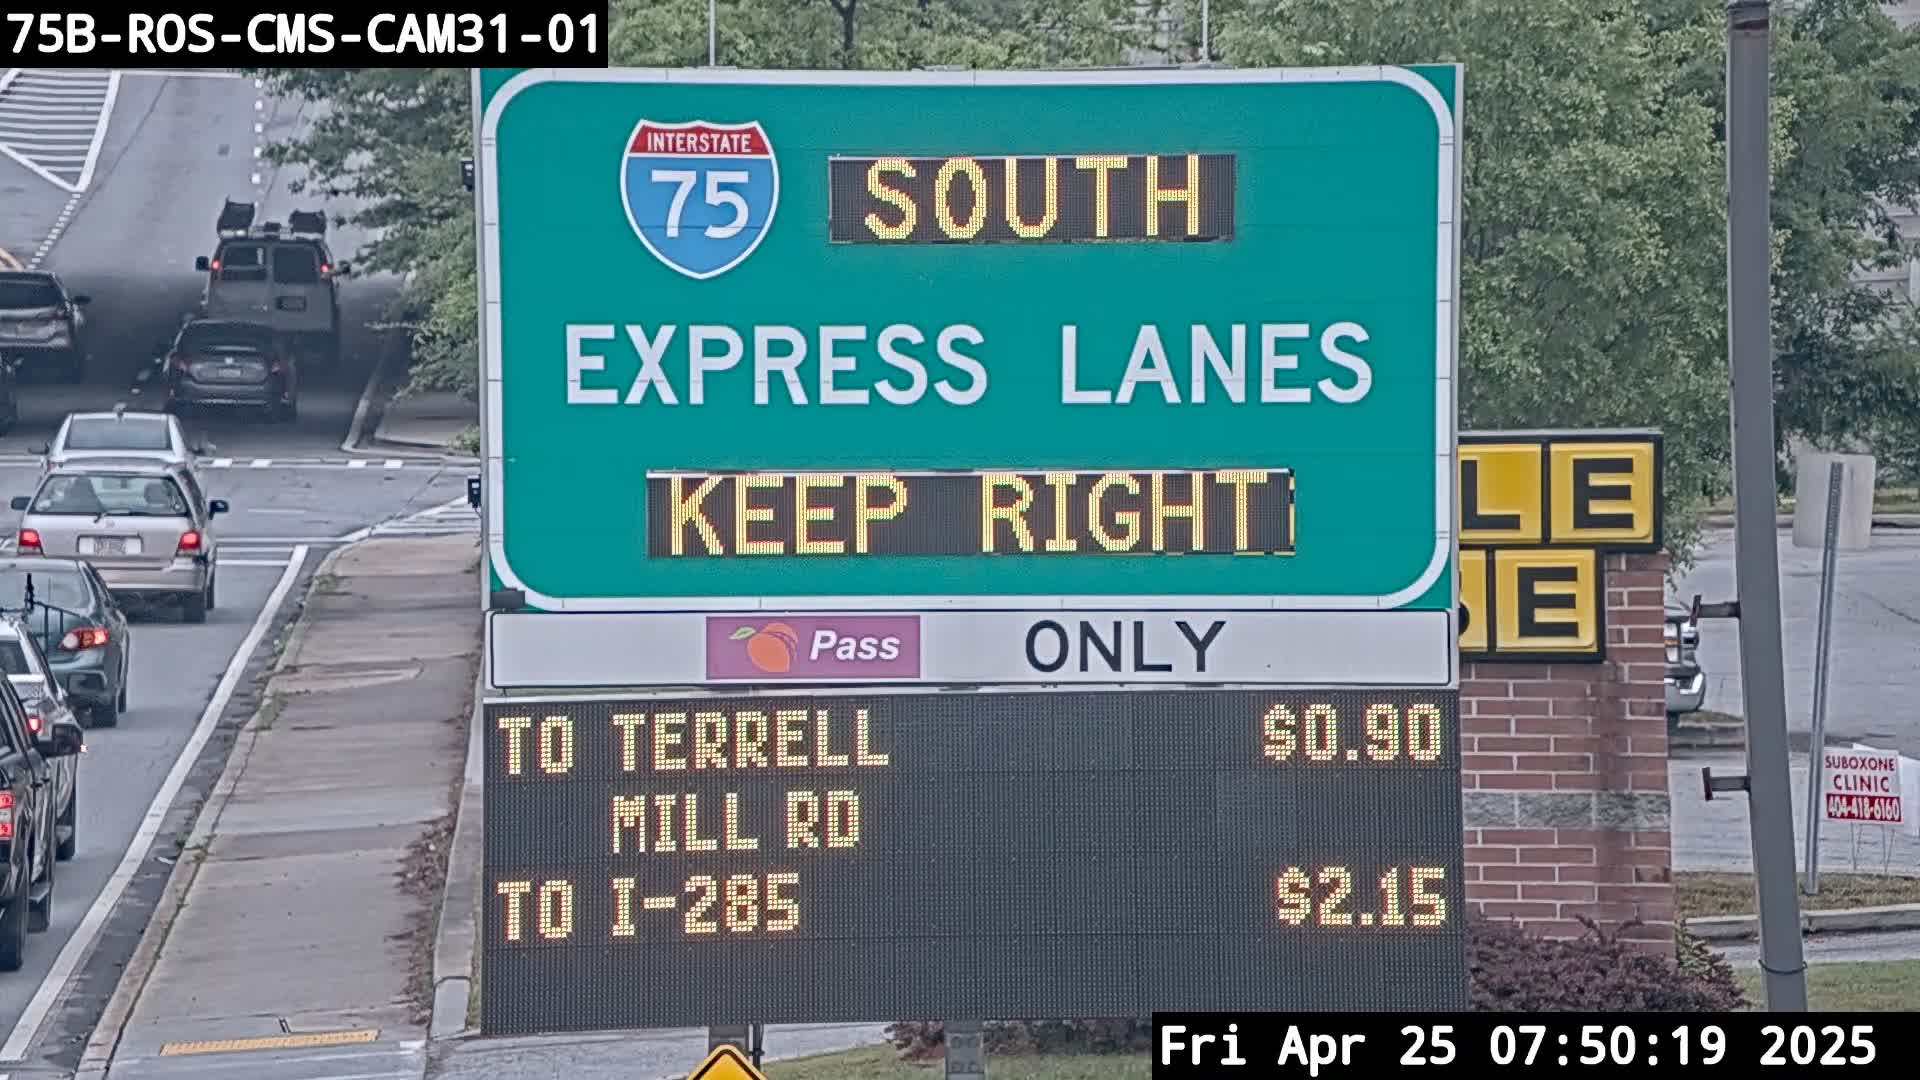 75B-ROS-CMS-CAM31-01
INTERSTATE
75
SOUTH
EXPRESS LANES
KEEP RIGHT
Pass ONLY
TO TERRELL $0.90
MILL RD
TO I-285 $2.15
LE
E
SUBOXONE
CLINIC
404-418-6160
Fri Apr 25 07:50:19 2025